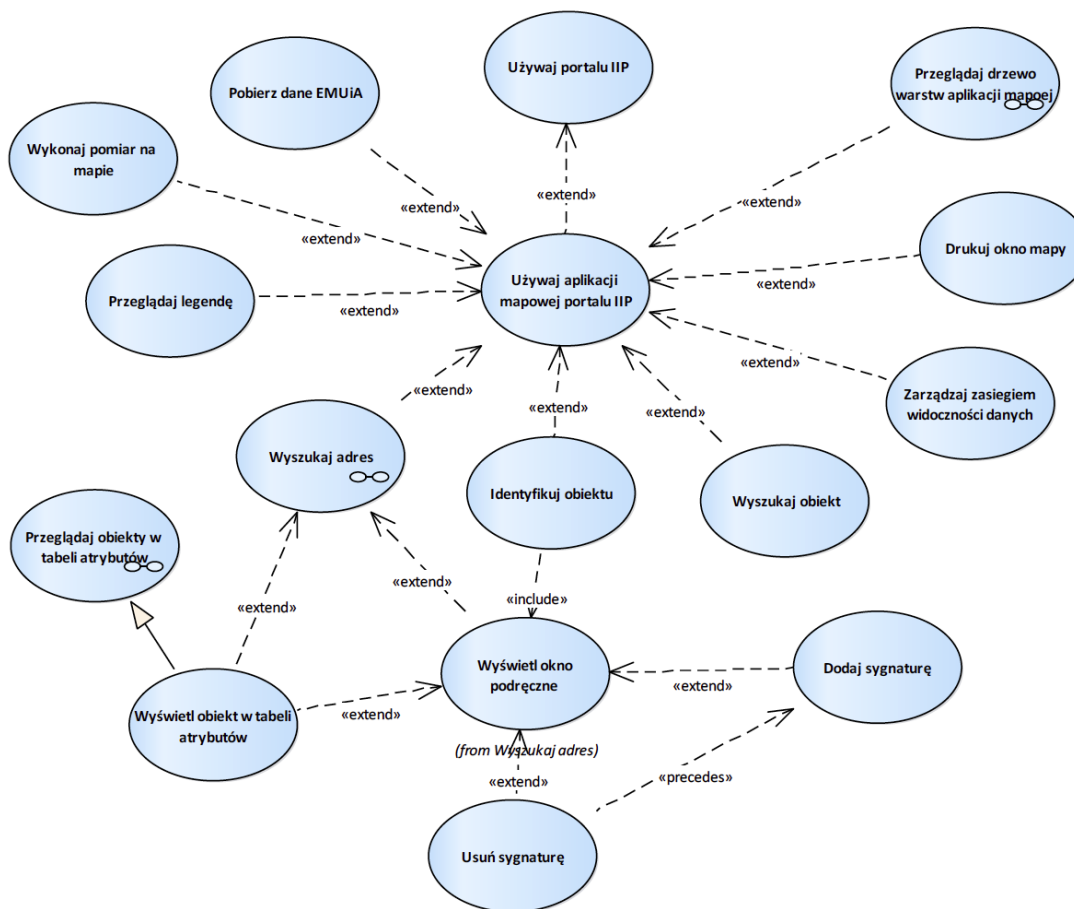 Używaj portalu IIP
Pobierz dane EMUiA
Przeglądaj drzewo
warstw aplikacji mapoej
Wykonaj pomiar na
mapie
«extend»
«extend»
«extend»
«extend»
Drukuj okno mapy
Używaj aplikacji
mapowej portalu IIP
Przeglądaj legendę
«extend»
«extend»
«extend»
«extend»
«extend»
«extend»
Zarządzaj zasiegiem
widoczności danych
Wyszukaj adres
Identyfikuj obiektu
Wyszukaj obiekt
Przeglądaj obiekty w
tabeli atrybutów
«extend»
«extend»
«include»
Wyświetl okno
podręczne
Dodaj sygnaturę
«extend»
Wyświetl obiekt w tabeli
atrybutów
«extend»
(from Wyszukaj adres)
«extend»
«precedes»
Usuń sygnaturę